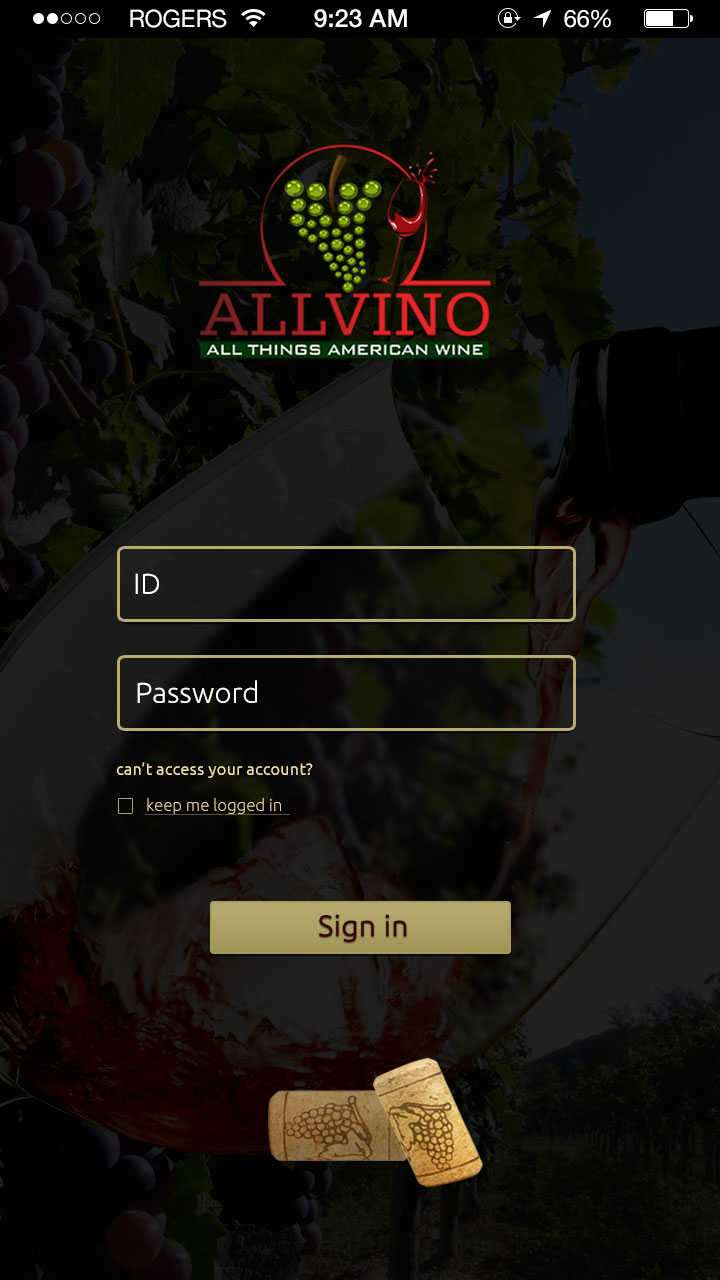 ROGERS 9:23 AM 66%
ALLVINO
ALL THINGS AMERICAN WINE
ID
Password
can't access your account?
keep me logged in
Sign in